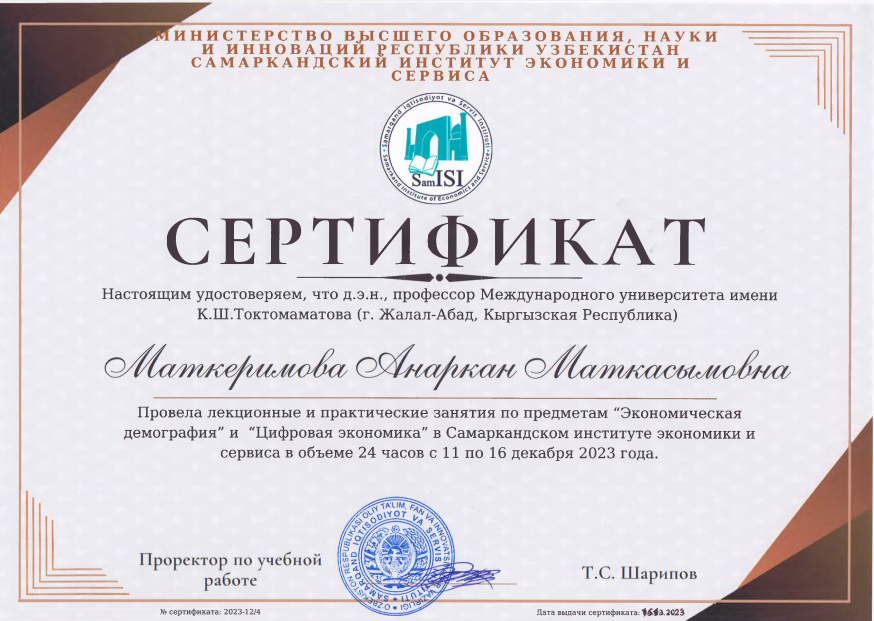 МИНИСТЕРСТВО ВЫСШЕГО ОБРАЗОВАНИЯ, НАУКИ
И ИННОВАЦИЙ РЕСПУБЛИКИ УЗБЕКИСТАН
САМАРКАНДСКИЙ ИНСТИТУТ ЭКОНОМИКИ И
СЕРВИСА
Samarqand Iqtisodiyot va Servis Instituti
SamISI
Samarkand Institute of Economics and Service
СЕРТИФИКАТ
Настоящим удостоверяем, что д.э.н., профессор Международного университета имени
К.Ш.Токтомаматова (г. Жалал-Абад, Кыргызская Республика)
Маткеримова Анаркан Маткасымовна
Провела лекционные и практические занятия по предметам “Экономическая
демография” и “Цифровая экономика” в Самаркандском институте экономики и
сервиса в объеме 24 часов с 11 по 16 декабря 2023 года.
Проректор по учебной
работе
O'ZBEKISTON RESPUBLIKASI OLIY TA'LIM, FAN VA INNOVATSIYALAR VAZIRLIGI
SAMARQAND IQTISODIYOT VA SERVIS INSTITUTI
Т.С. Шарипов
№ сертификата: 2023-12/4
Дата выдачи сертификата: